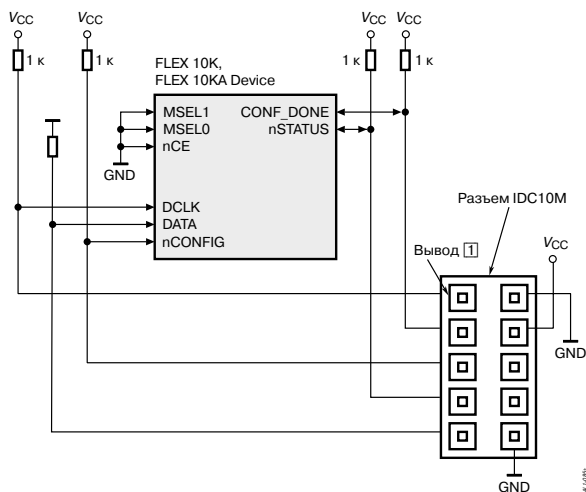 VCC
VCC
VCC
VCC
1 к
1 к
1 к
1 к
FLEX 10K,
FLEX 10KA Device
MSEL1
MSEL0
nCE
CONF_DONE
nSTATUS
GND
DCLK
DATA
nCONFIG
Разъем IDC10M
Вывод 1
VCC
GND
GND